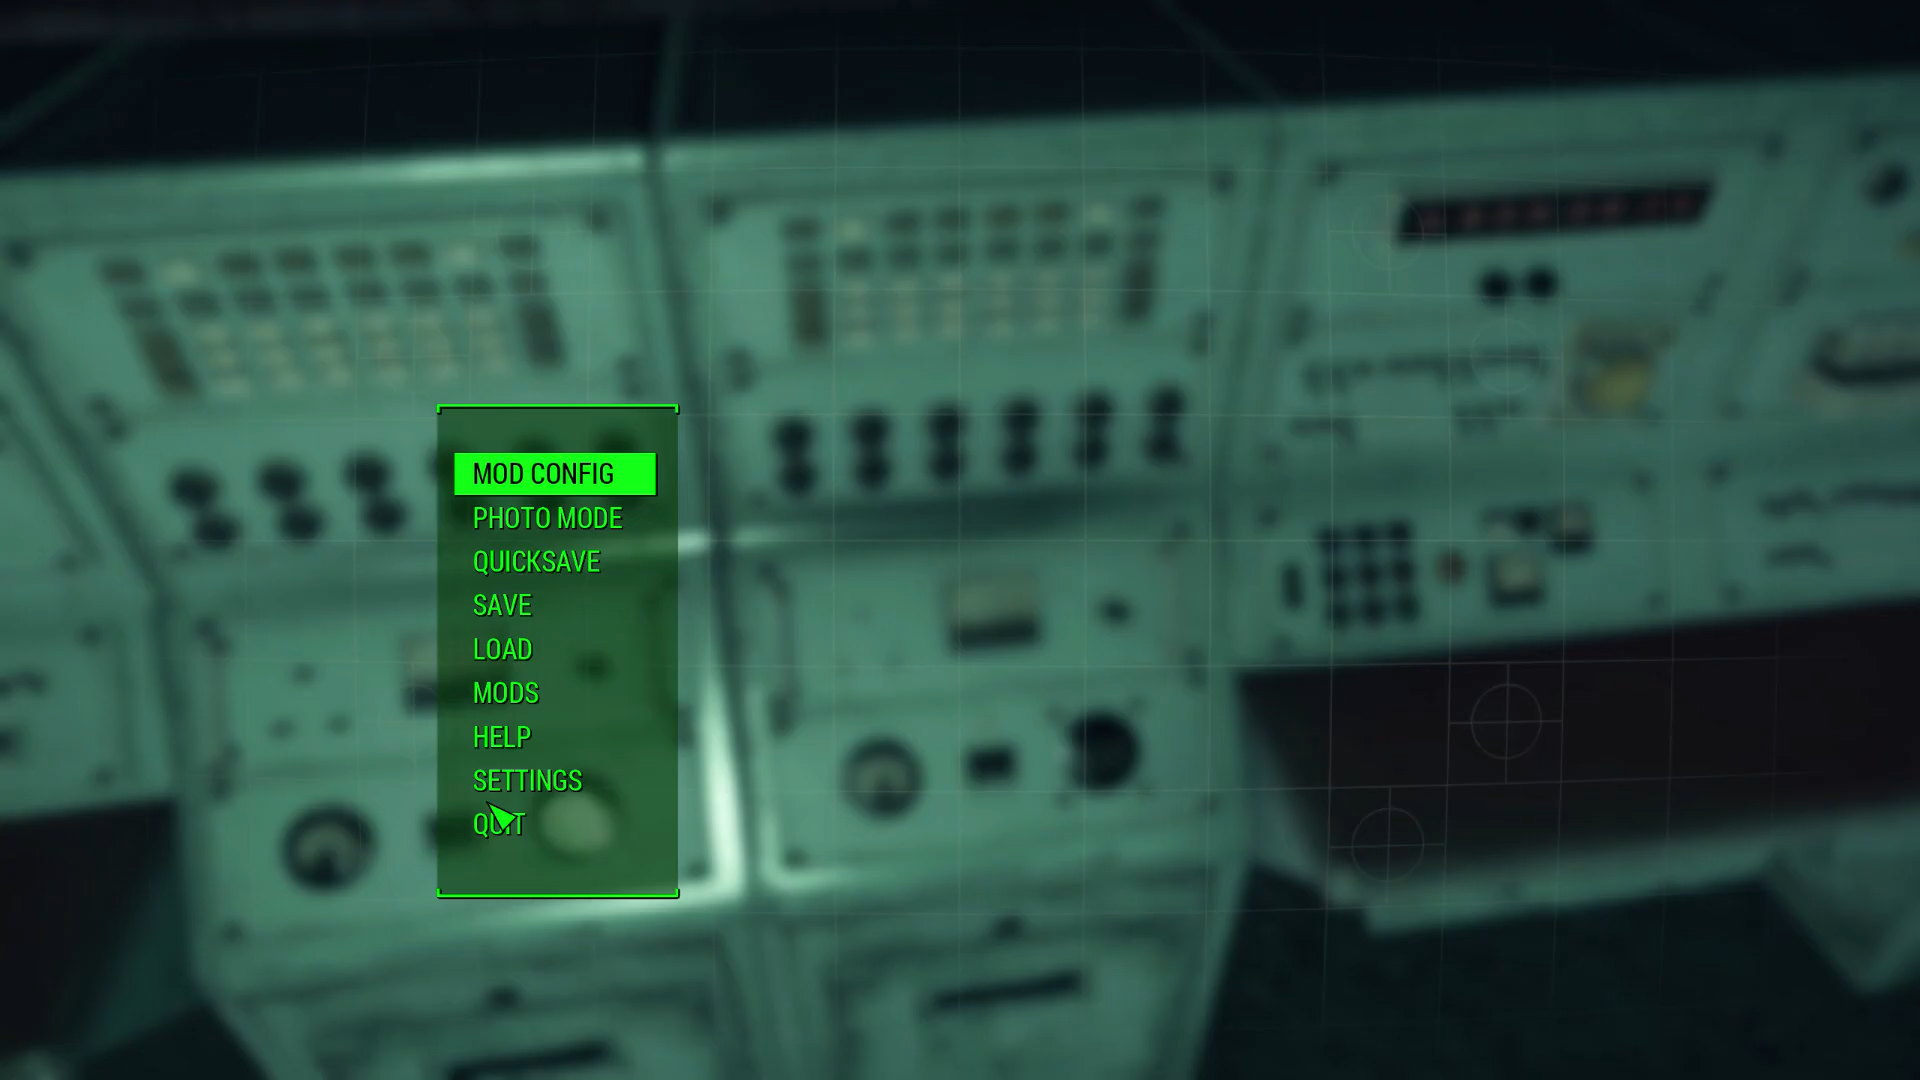 MOD CONFIG
PHOTO MODE
QUICKSAVE
SAVE
LOAD
MODS
HELP
SETTINGS
QUIT